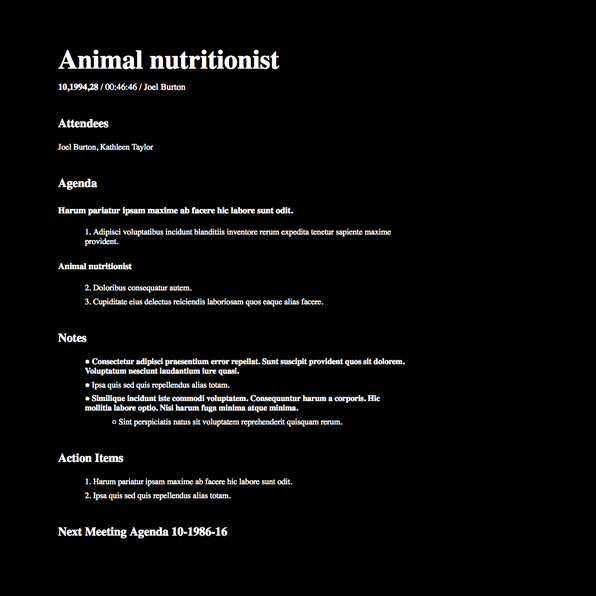 Animal nutritionist
10,1994,28 / 00:46:46 / Joel Burton
Attendees
Joel Burton, Kathleen Taylor
Agenda
Harum pariatur ipsam maxime ab facere hic labore sunt odit.
1. Adipisci voluptatibus incidunt blanditiis inventore rerum expedita tenetur sapiente maxime
provident.
Animal nutritionist
2. Doloribus consequatur autem.
3. Cupiditate eius delectus reiciendis laboriosam quos eaque alias facere.
Notes
● Consectetur adipisci praesentium error repellat. Sunt suscipit provident quos sit dolorem.
Voluptatum nesciunt laudantium iure quasi.
● Ipsa quis sed quis repellendus alias totam.
● Similique incidunt iste commodi voluptatem. Consequuntur harum a corporis. Hic
mollitia labore optio. Nisi harum fuga minima atque minima.
○ Sint perspiciatis natus sit voluptatem reprehenderit quisquam rerum.
Action Items
1. Harum pariatur ipsam maxime ab facere hic labore sunt odit.
2. Ipsa quis sed quis repellendus alias totam.
Next Meeting Agenda 10-1986-16